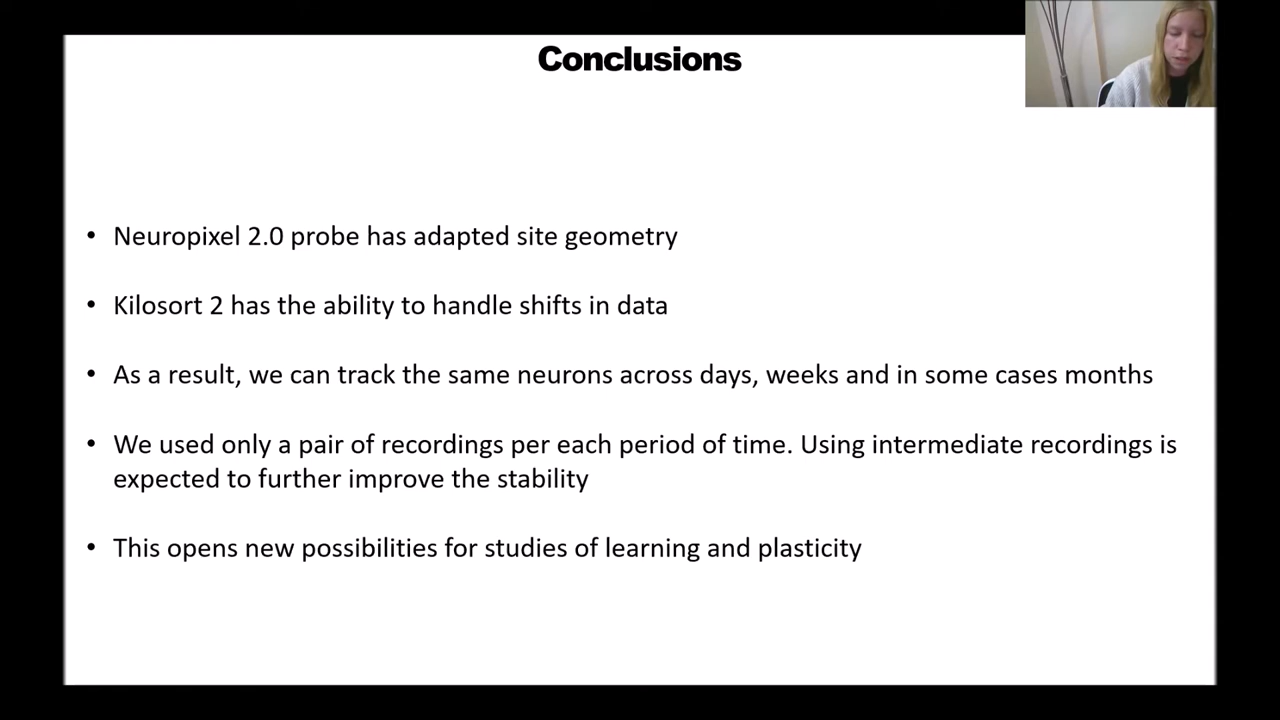 Conclusions
• Neuropixel 2.0 probe has adapted site geometry
• Kilosort 2 has the ability to handle shifts in data
• As a result, we can track the same neurons across days, weeks and in some cases months
• We used only a pair of recordings per each period of time. Using intermediate recordings is
expected to further improve the stability
• This opens new possibilities for studies of learning and plasticity